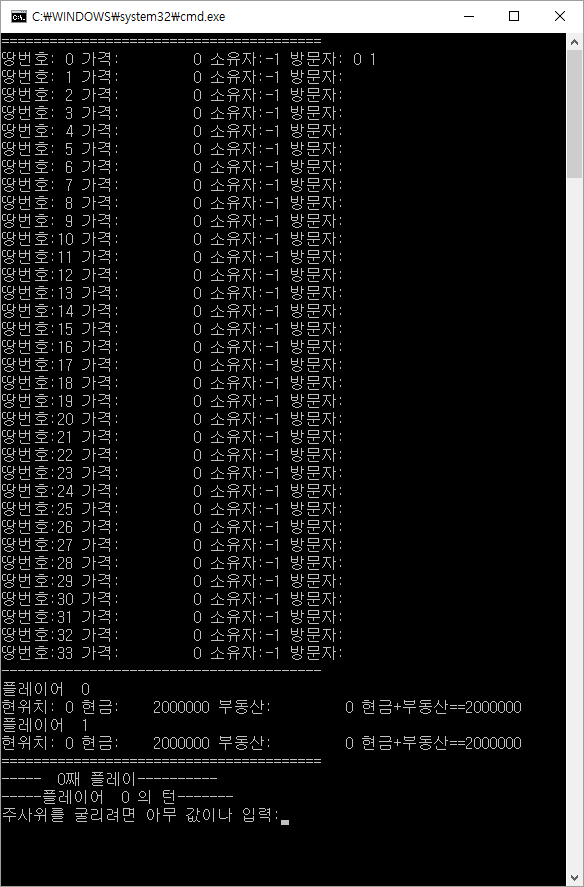 C:₩WINDOWS₩system32₩cmd.exe
========================================
땅번호: 0 가격:         0 소유자:-1 방문자: 0 1
땅번호: 1 가격:         0 소유자:-1 방문자:
땅번호: 2 가격:         0 소유자:-1 방문자:
땅번호: 3 가격:         0 소유자:-1 방문자:
땅번호: 4 가격:         0 소유자:-1 방문자:
땅번호: 5 가격:         0 소유자:-1 방문자:
땅번호: 6 가격:         0 소유자:-1 방문자:
땅번호: 7 가격:         0 소유자:-1 방문자:
땅번호: 8 가격:         0 소유자:-1 방문자:
땅번호: 9 가격:         0 소유자:-1 방문자:
땅번호:10 가격:         0 소유자:-1 방문자:
땅번호:11 가격:         0 소유자:-1 방문자:
땅번호:12 가격:         0 소유자:-1 방문자:
땅번호:13 가격:         0 소유자:-1 방문자:
땅번호:14 가격:         0 소유자:-1 방문자:
땅번호:15 가격:         0 소유자:-1 방문자:
땅번호:16 가격:         0 소유자:-1 방문자:
땅번호:17 가격:         0 소유자:-1 방문자:
땅번호:18 가격:         0 소유자:-1 방문자:
땅번호:19 가격:         0 소유자:-1 방문자:
땅번호:20 가격:         0 소유자:-1 방문자:
땅번호:21 가격:         0 소유자:-1 방문자:
땅번호:22 가격:         0 소유자:-1 방문자:
땅번호:23 가격:         0 소유자:-1 방문자:
땅번호:24 가격:         0 소유자:-1 방문자:
땅번호:25 가격:         0 소유자:-1 방문자:
땅번호:26 가격:         0 소유자:-1 방문자:
땅번호:27 가격:         0 소유자:-1 방문자:
땅번호:28 가격:         0 소유자:-1 방문자:
땅번호:29 가격:         0 소유자:-1 방문자:
땅번호:30 가격:         0 소유자:-1 방문자:
땅번호:31 가격:         0 소유자:-1 방문자:
땅번호:32 가격:         0 소유자:-1 방문자:
땅번호:33 가격:         0 소유자:-1 방문자:
----------------------------------------
플레이어  0
현위치: 0 현금:    2000000 부동산:         0 현금+부동산==2000000
플레이어  1
현위치: 0 현금:    2000000 부동산:         0 현금+부동산==2000000
========================================
-----  0째 플레이----------
-----플레이어  0 의 턴-------
주사위를 굴리려면 아무 값이나 입력: